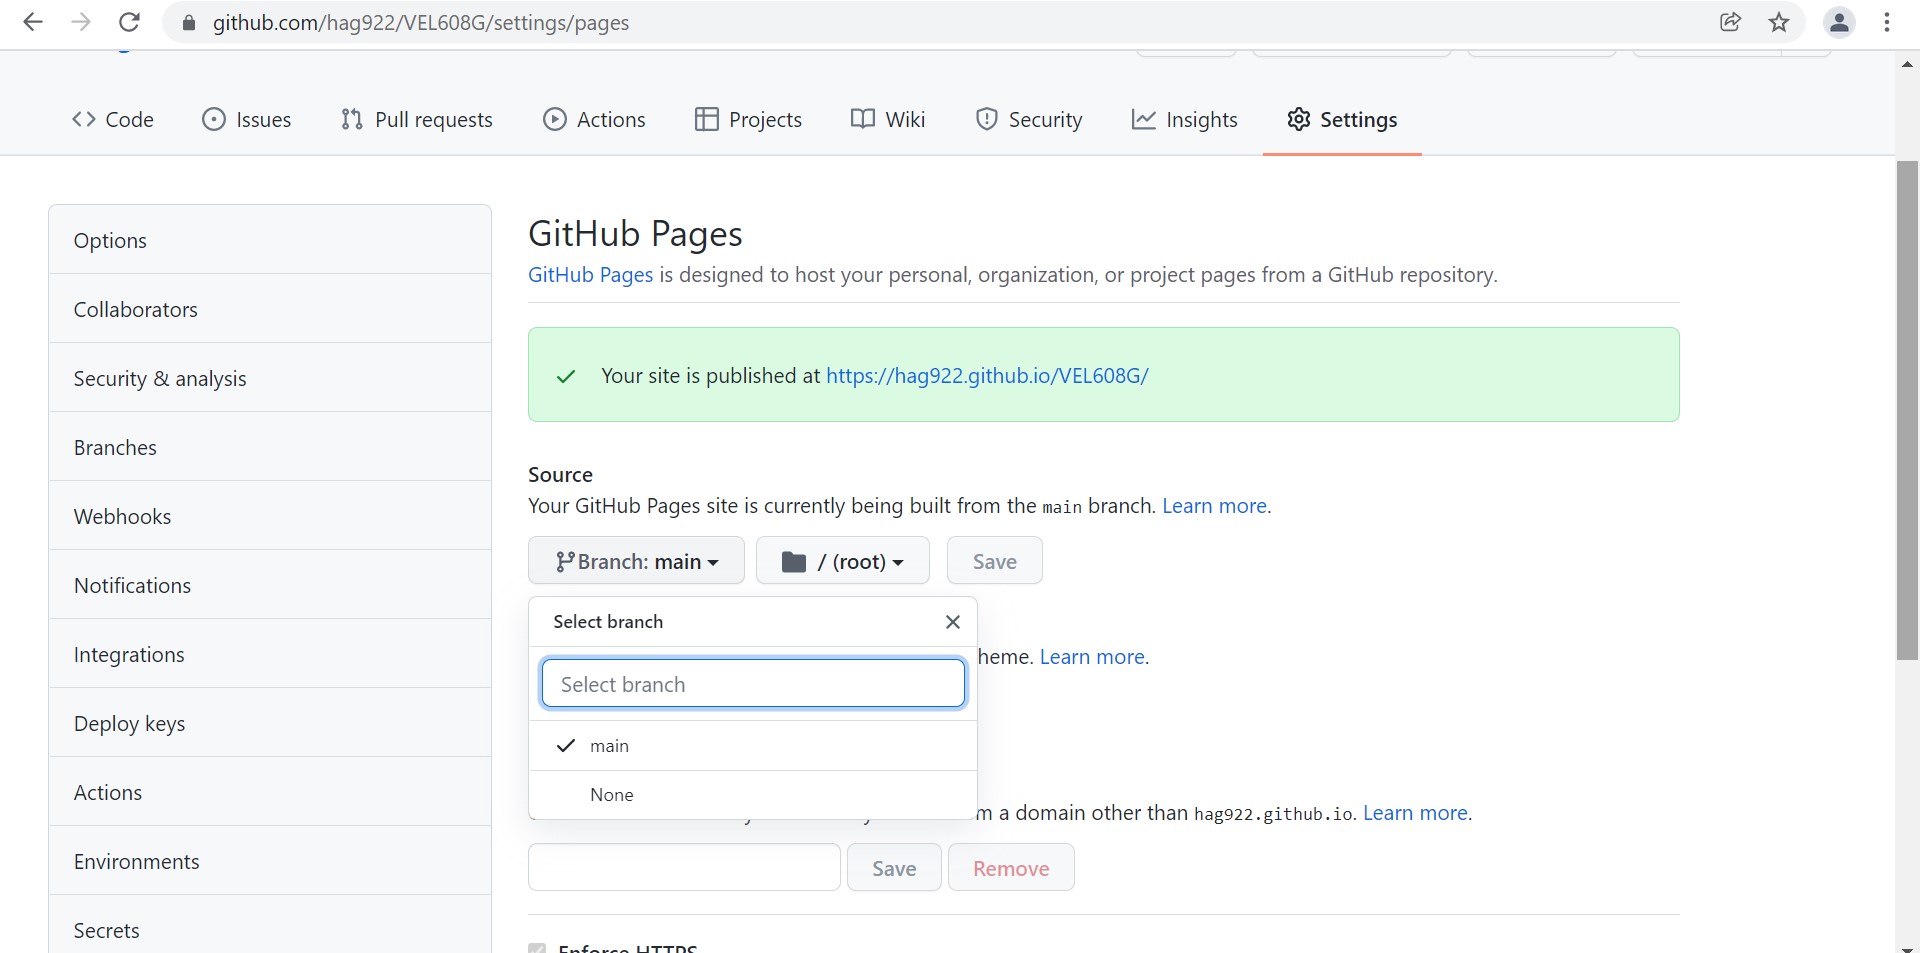 github.com/hag922/VEL608G/settings/pages
Code Issues Pull requests Actions Projects Wiki Security Insights Settings
Options
Collaborators
Security & analysis
Branches
Webhooks
Notifications
Integrations
Deploy keys
Actions
Environments
Secrets
GitHub Pages
GitHub Pages is designed to host your personal, organization, or project pages from a GitHub repository.
Your site is published at https://hag922.github.io/VEL608G/
Source
Your GitHub Pages site is currently being built from the main branch. Learn more.
Branch: main / (root) Save
Select branch
Select branch
main
None
heme. Learn more.
m a domain other than hag922.github.io. Learn more.
Save Remove
Enforce HTTPS